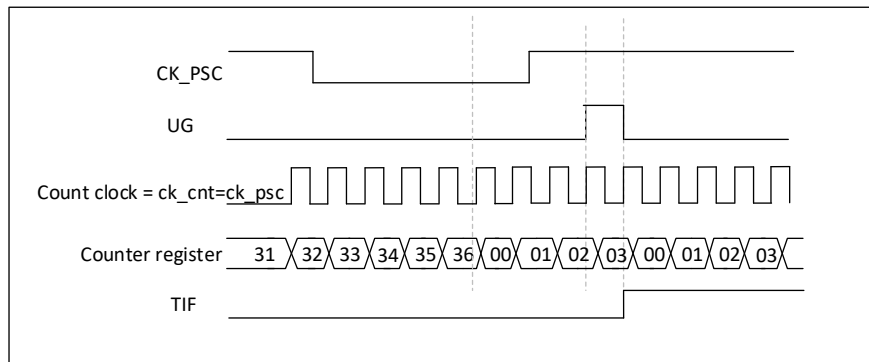 CK_PSC
UG
Count clock = ck_cnt=ck_psc
Counter register 31 32 33 34 35 36 00 01 02 03 00 01 02 03
TIF